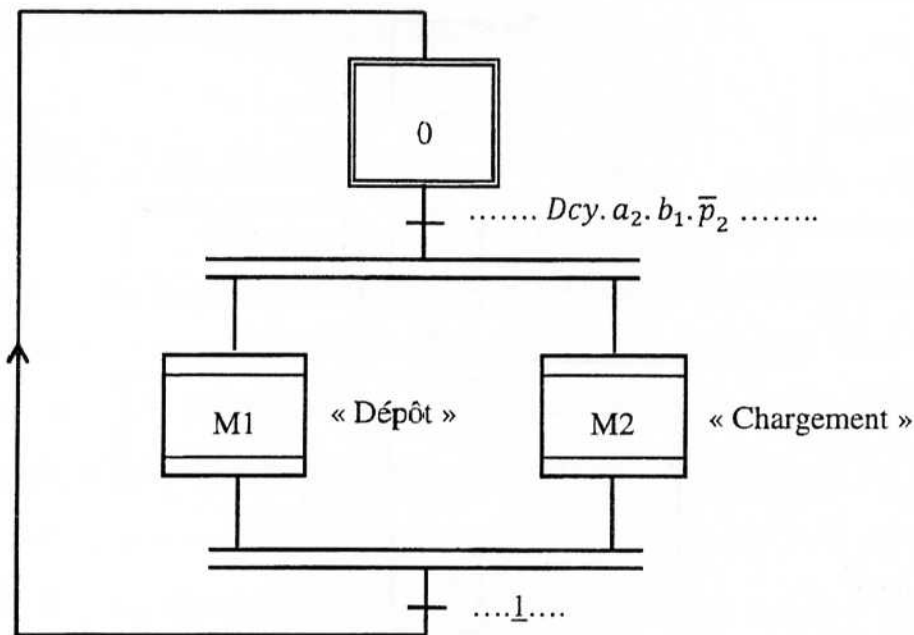 0
....... Dcy. a₂. b₁. p̅₂ ........
M1
« Dépôt »
M2
« Chargement »
....1....